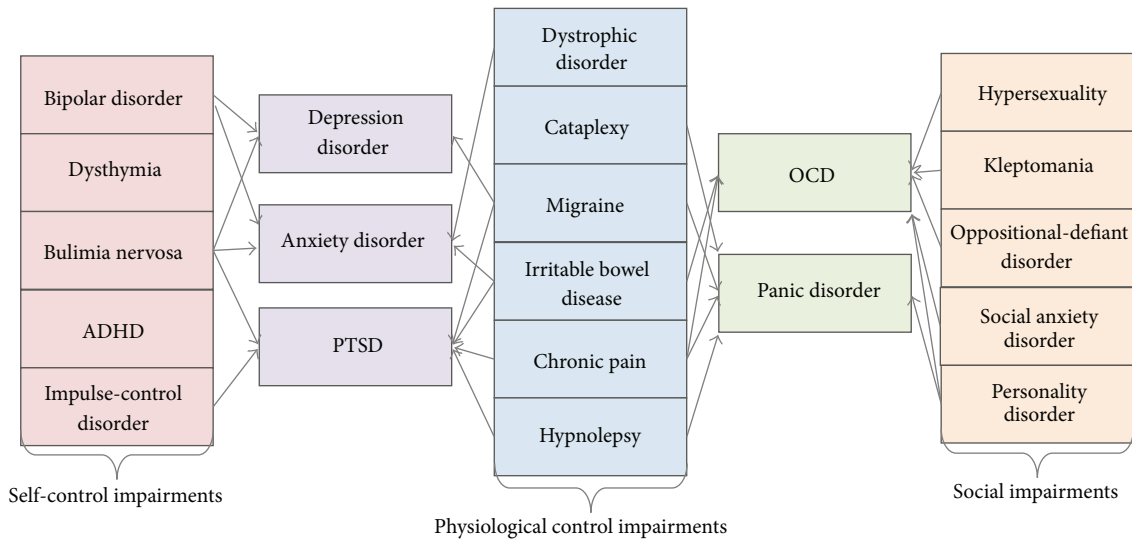 Bipolar disorder
Dysthymia
Bulimia nervosa
ADHD
Impulse-control
disorder
Self-control impairments
Depression
disorder
Anxiety disorder
PTSD
Dystrophic
disorder
Cataplexy
Migraine
Irritable bowel
disease
Chronic pain
Hypnolepsy
Physiological control impairments
OCD
Panic disorder
Hypersexuality
Kleptomania
Oppositional-defiant
disorder
Social anxiety
disorder
Personality
disorder
Social impairments